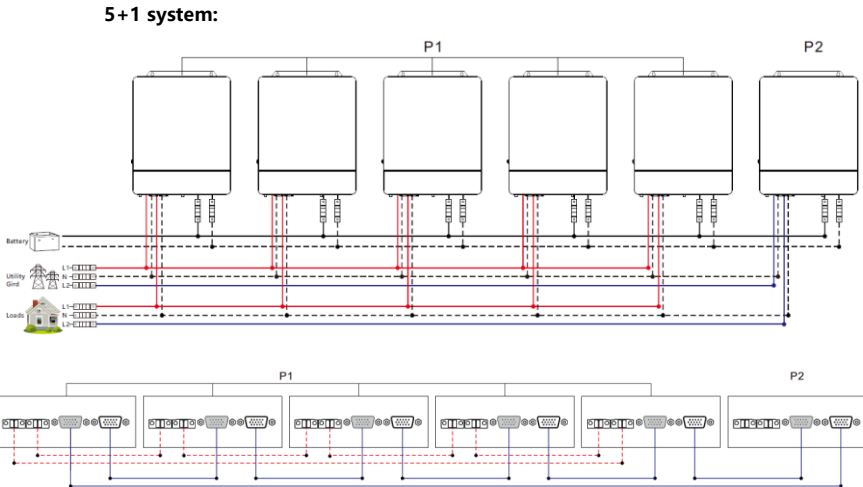 5+1 system:
P1 P2
Battery
L1
Utility N
Gird L2
L1
Loads N
L2
P1 P2